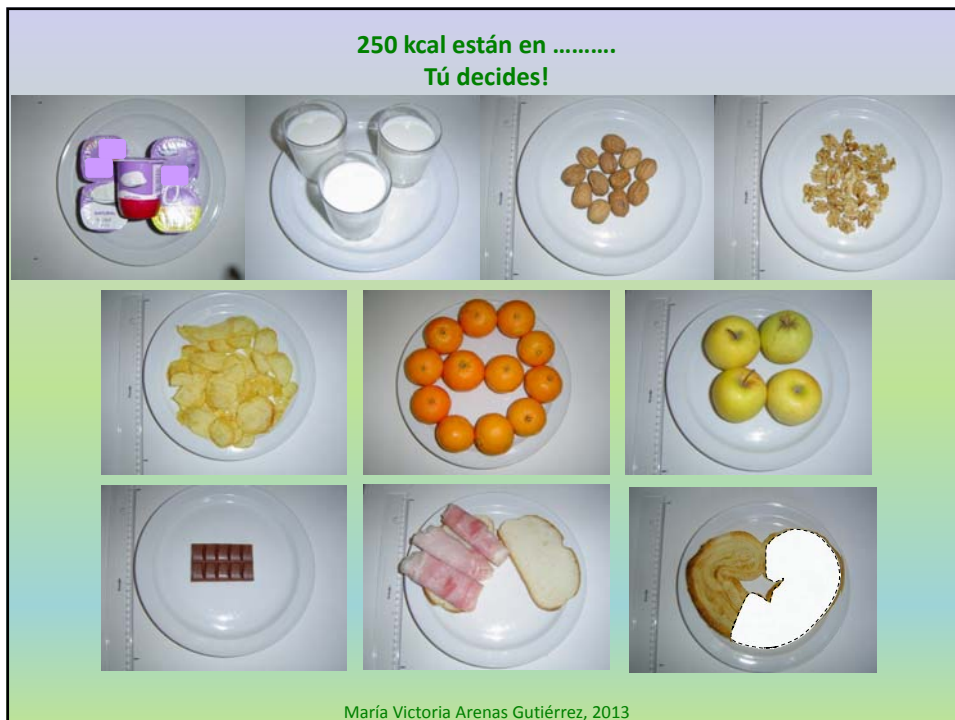 250 kcal están en ……….
Tú decides!
María Victoria Arenas Gutiérrez, 2013